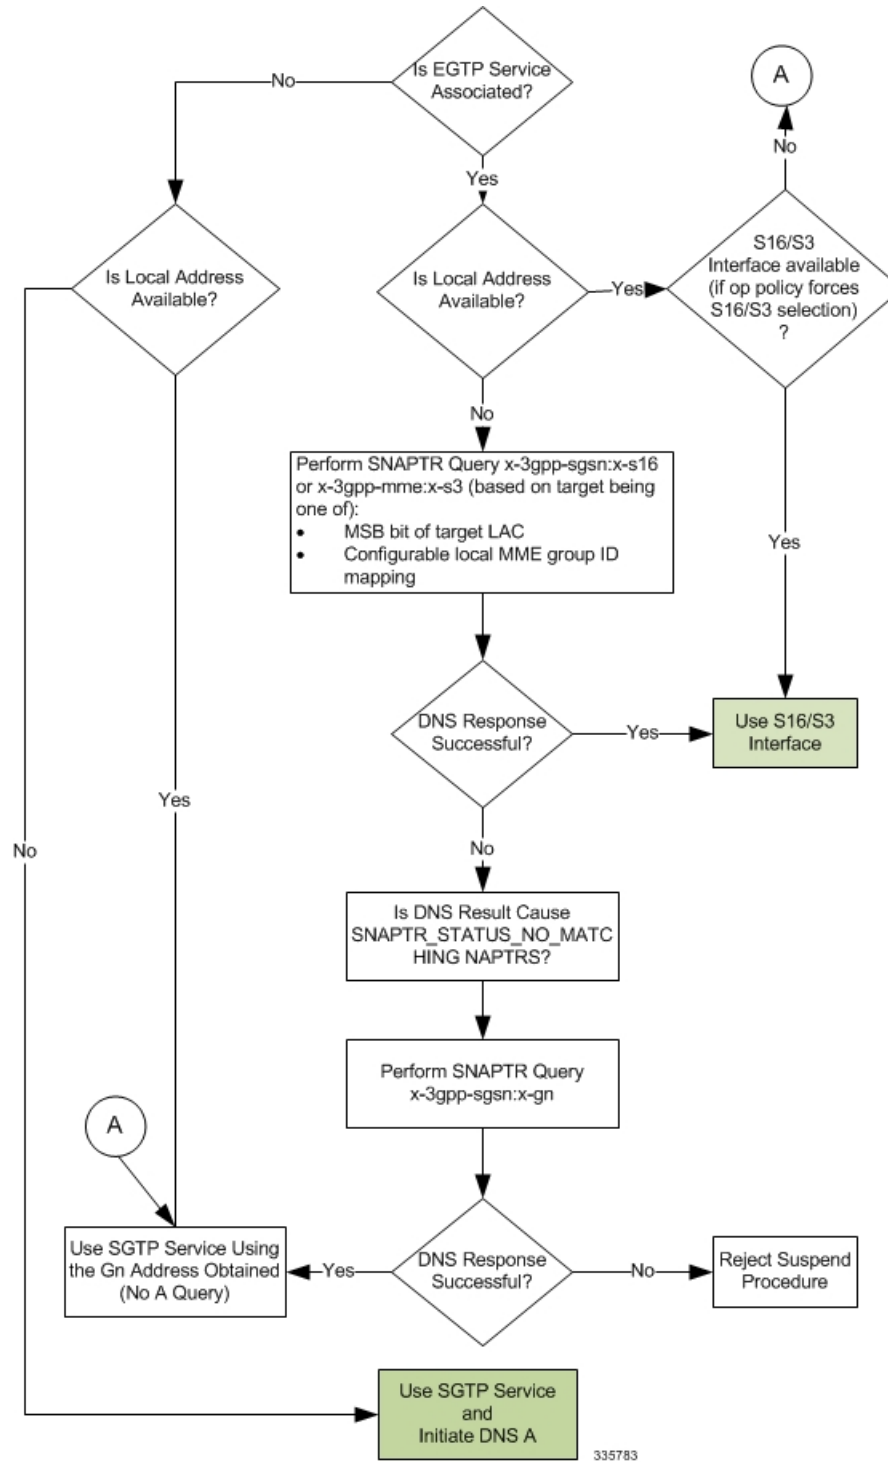 Is EGTP Service
Associated?
No
Yes
A
No
Is Local Address
Available?
Is Local Address
Available?
Yes
S16/S3
Interface available
(if op policy forces
S16/S3 selection)
?
No
Perform SNAPTR Query x-3gpp-sgsn:x-s16
or x-3gpp-mme:x-s3 (based on target being
one of):
• MSB bit of target LAC
• Configurable local MME group ID
mapping
Yes
DNS Response
Successful?
Yes
Use S16/S3
Interface
Yes
No
No
Is DNS Result Cause
SNAPTR_STATUS_NO_MATC
HING NAPTRS?
Perform SNAPTR Query
x-3gpp-sgsn:x-gn
A
Use SGTP Service Using
the Gn Address Obtained
(No A Query)
Yes
DNS Response
Successful?
No
Reject Suspend
Procedure
Use SGTP Service
and
Initiate DNS A
335783